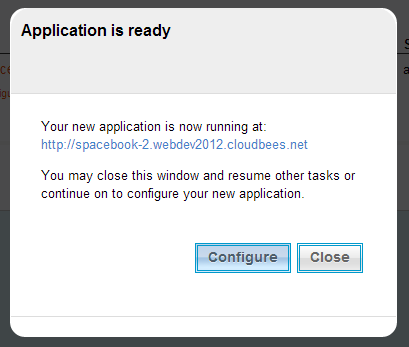 Application is ready
Your new application is now running at:
http://spacebook-2.webdev2012.cloudbees.net
You may close this window and resume other tasks or
continue on to configure your new application.
Configure Close